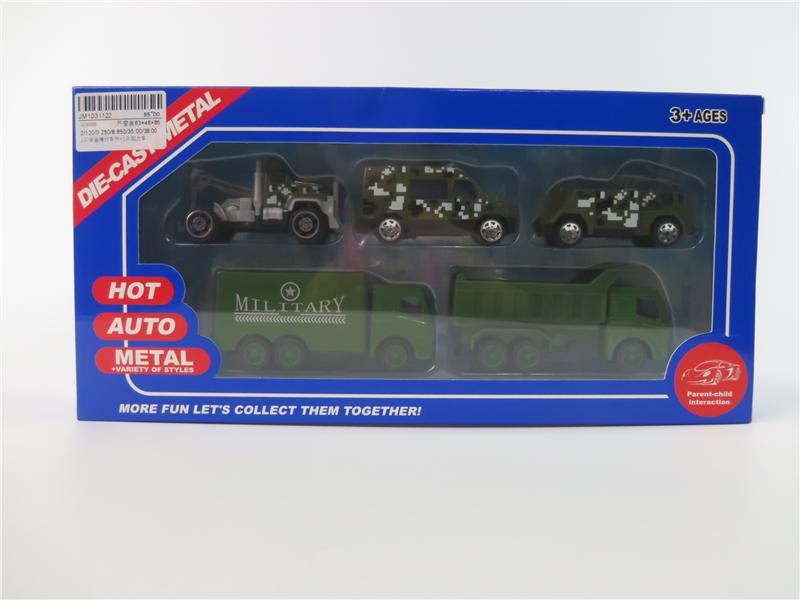 JM1031122
3+ AGES
DIE-CAST METAL
MILITARY
HOT
AUTO
METAL
+VARIETY OF STYLES
Parent-child
interaction
MORE FUN LET'S COLLECT THEM TOGETHER!